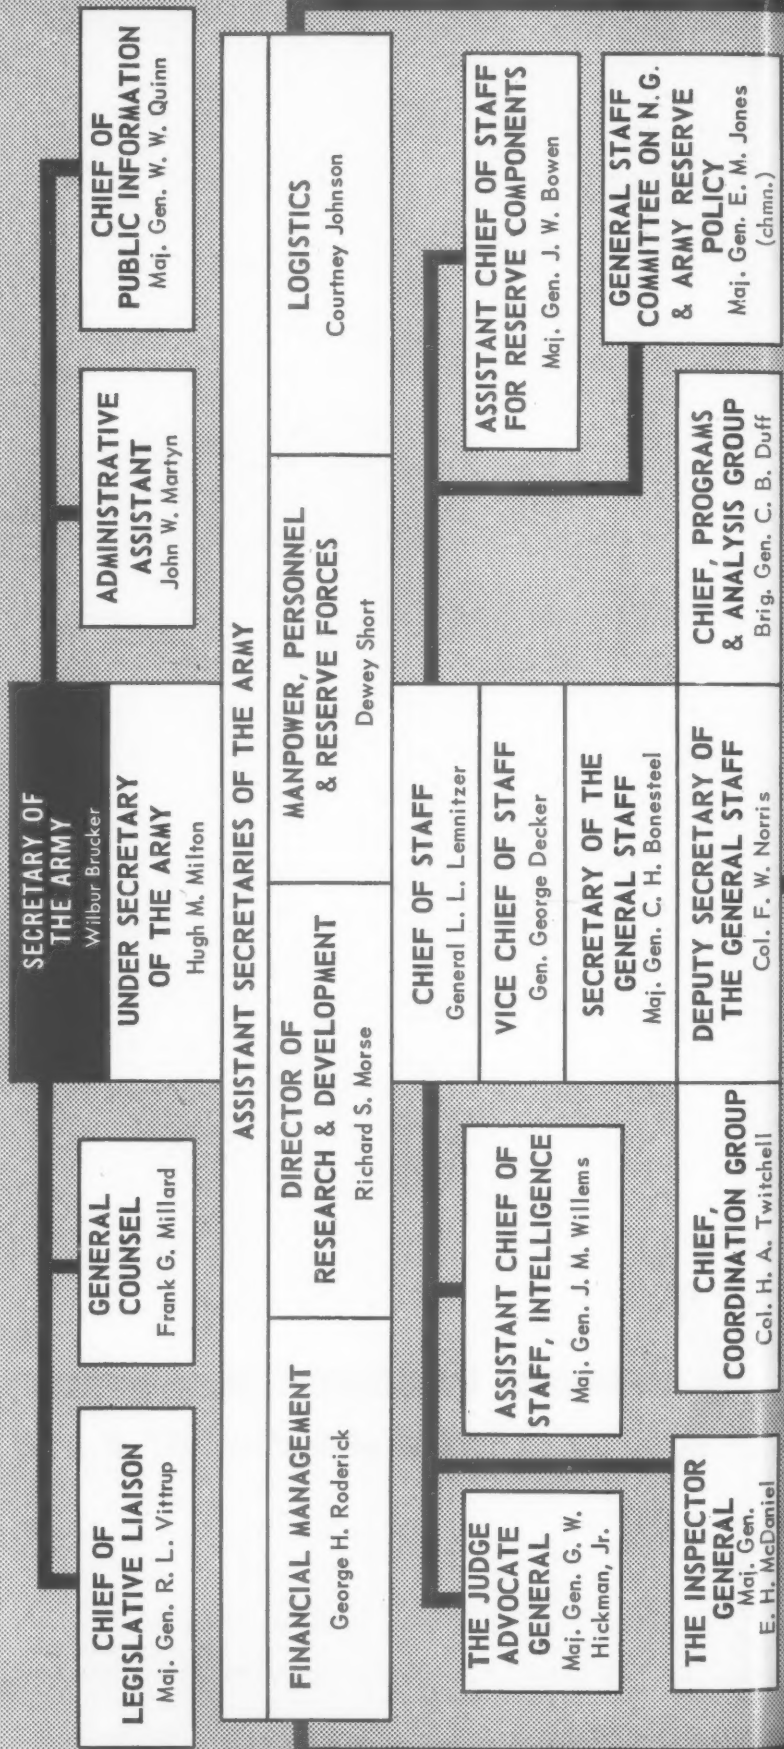 SECRETARY OF
THE ARMY
Wilbur Brucker
UNDER SECRETARY
OF THE ARMY
Hugh M. Milton
CHIEF OF
LEGISLATIVE LIAISON
Maj. Gen. R. L. Vittrup
GENERAL
COUNSEL
Frank G. Millard
ADMINISTRATIVE
ASSISTANT
John W. Martyn
CHIEF OF
PUBLIC INFORMATION
Maj. Gen. W. W. Quinn
ASSISTANT SECRETARIES OF THE ARMY
FINANCIAL MANAGEMENT
George H. Roderick
DIRECTOR OF
RESEARCH & DEVELOPMENT
Richard S. Morse
MANPOWER, PERSONNEL
& RESERVE FORCES
Dewey Short
LOGISTICS
Courtney Johnson
CHIEF OF STAFF
General L. L. Lemnitzer
VICE CHIEF OF STAFF
Gen. George Decker
SECRETARY OF THE
GENERAL STAFF
Maj. Gen. C. H. Bonesteel
DEPUTY SECRETARY OF
THE GENERAL STAFF
Col. F. W. Norris
THE JUDGE
ADVOCATE
GENERAL
Maj. Gen. G. W.
Hickman, Jr.
ASSISTANT CHIEF OF
STAFF, INTELLIGENCE
Maj. Gen. J. M. Willems
ASSISTANT CHIEF OF STAFF
FOR RESERVE COMPONENTS
Maj. Gen. J. W. Bowen
GENERAL STAFF
COMMITTEE ON N.G.
& ARMY RESERVE
POLICY
Maj. Gen. E. M. Jones
(chmn.)
THE INSPECTOR
GENERAL
Maj. Gen.
E. H. McDaniel
CHIEF,
COORDINATION GROUP
Col. H. A. Twitchell
CHIEF, PROGRAMS
& ANALYSIS GROUP
Brig. Gen. C. B. Duff